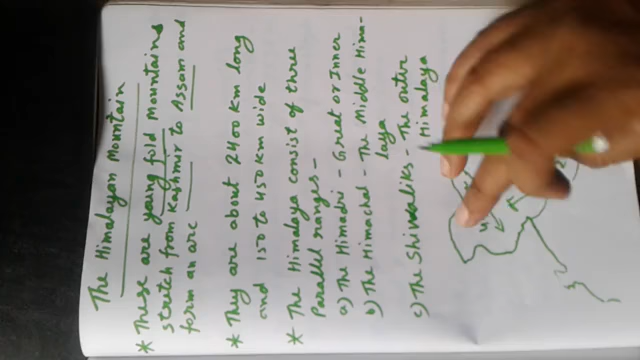 The Himalayan Mountain
* These are young fold mountains
stretch from Kashmir to Assam and
form an arc
* They are about 2400 Km long
and 150 to 450 Km wide
* The Himalaya consist of three
Parallel ranges -
a) The Himadri - Great or Inner
b) The Himachal - The Middle Hima-
laya
c) The Shiwaliks - The outer
Himalaya